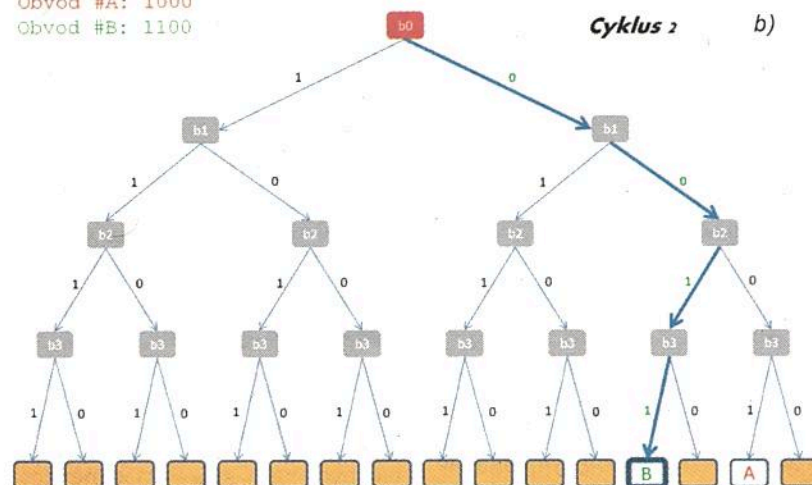 Obvod #A: 1000
Obvod #B: 1100
Cyklus 2 b)
b0
1 0
b1 b1
1 0 1 0
b2 b2 b2 b2
1 0 1 0 1 0 1 0
b3 b3 b3 b3 b3 b3 b3 b3
1 0 1 0 1 0 1 0 1 0 1 0 1 0 1 0
B A